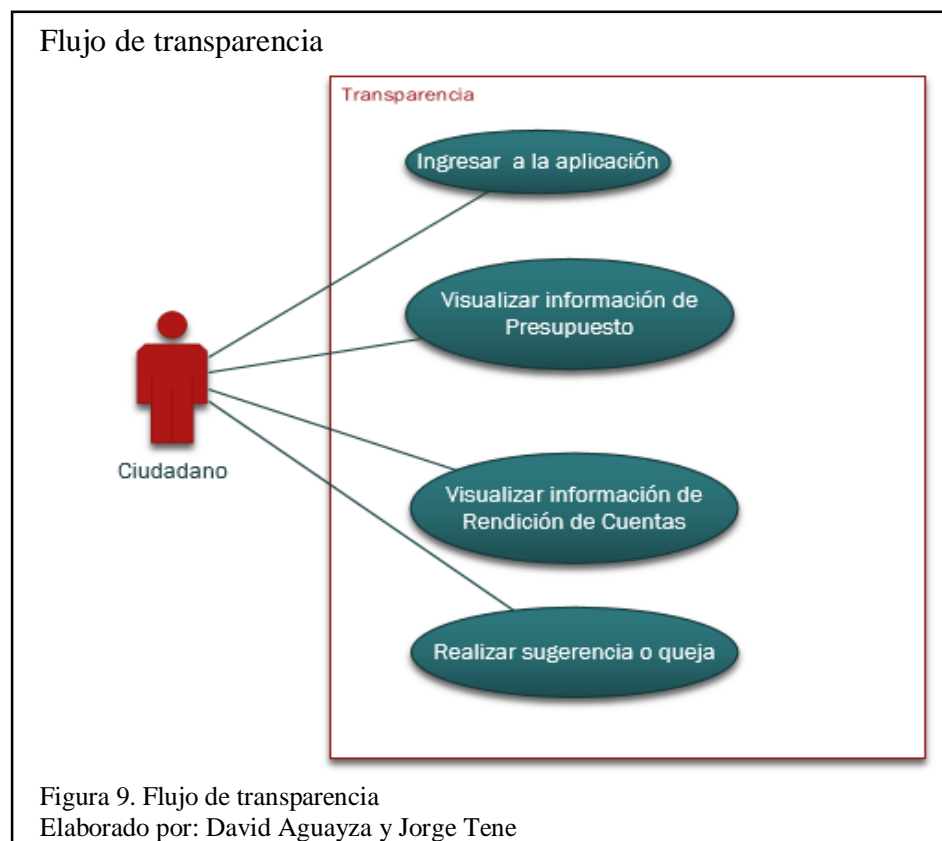 Flujo de transparencia
Transparencia
Ingresar a la aplicación
Visualizar información de
Presupuesto
Ciudadano
Visualizar información de
Rendición de Cuentas
Realizar sugerencia o queja
Figura 9. Flujo de transparencia
Elaborado por: David Aguayza y Jorge Tene